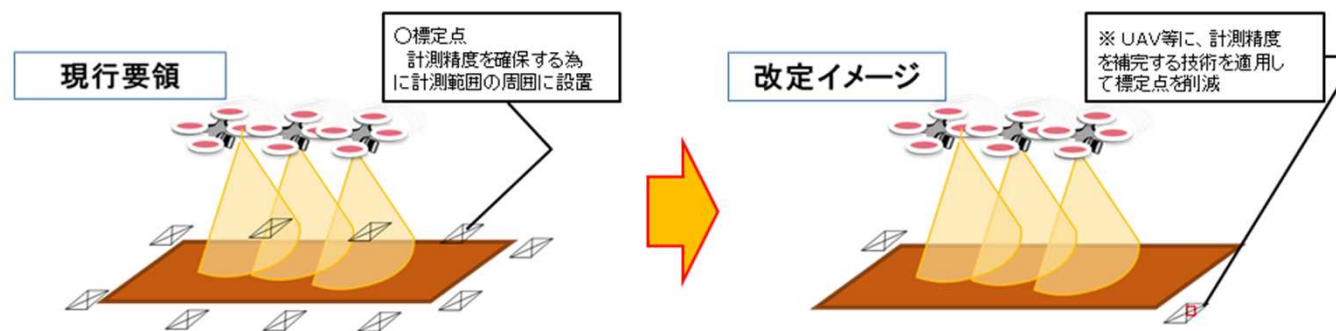 現行要領
○標定点
計測精度を確保する為
に計測範囲の周囲に設置
改定イメージ
※ UAV等に、計測精度
を補完する技術を適用し
て標定点を削減